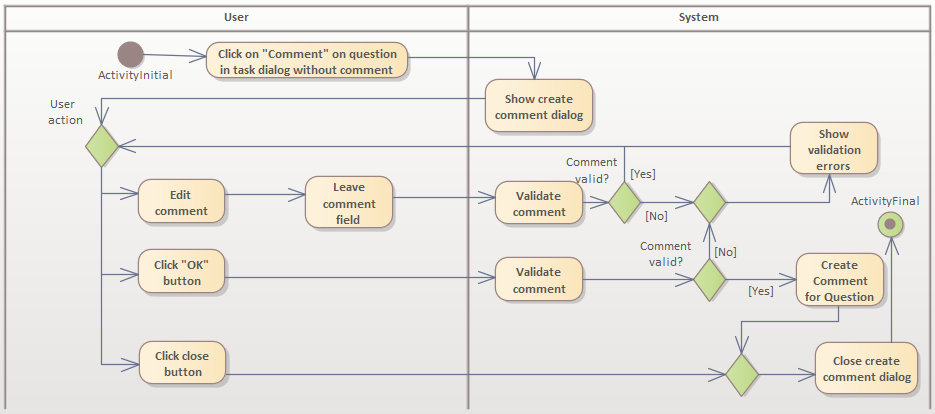 User
System
ActivityInitial
Click on "Comment" on question
in task dialog without comment
Show create
comment dialog
User
action
Show
validation
errors
Comment
valid?
[Yes]
[No]
Edit
comment
Leave
comment
field
Validate
comment
ActivityFinal
Comment
valid?
[No]
[Yes]
Click "OK"
button
Validate
comment
Create
Comment
for Question
Click close
button
Close create
comment dialog